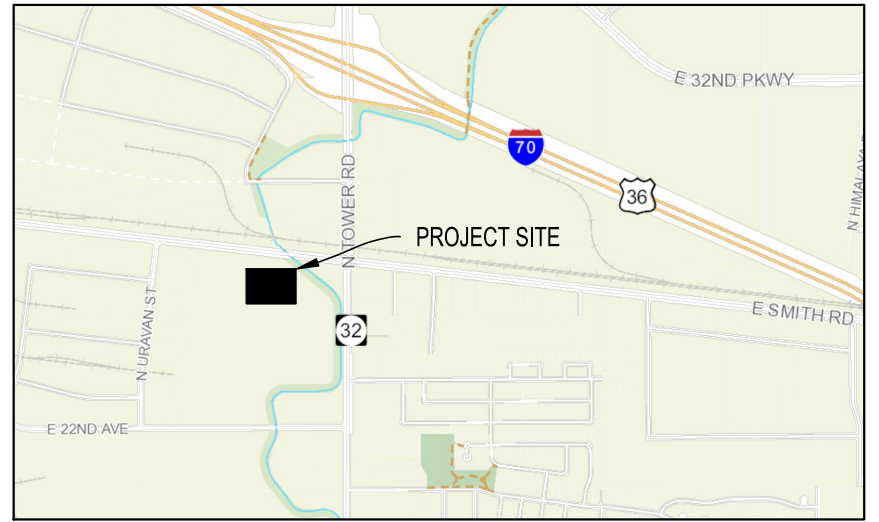 E 32ND PKWY
70
N HIMALAYA
36
N TOWER RD
PROJECT SITE
E SMITH RD
N URAVAN ST
32
E 22ND AVE